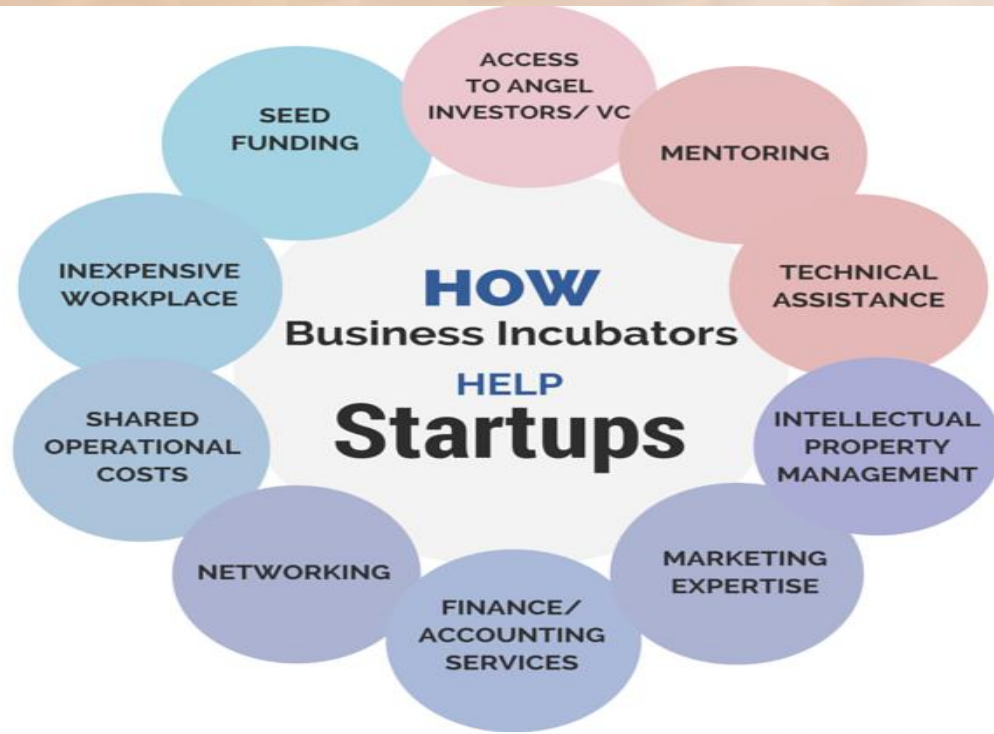 HOW
Business Incubators
HELP
Startups
ACCESS
TO ANGEL
INVESTORS/ VC
MENTORING
TECHNICAL
ASSISTANCE
INTELLECTUAL
PROPERTY
MANAGEMENT
MARKETING
EXPERTISE
FINANCE/
ACCOUNTING
SERVICES
NETWORKING
SHARED
OPERATIONAL
COSTS
INEXPENSIVE
WORKPLACE
SEED
FUNDING